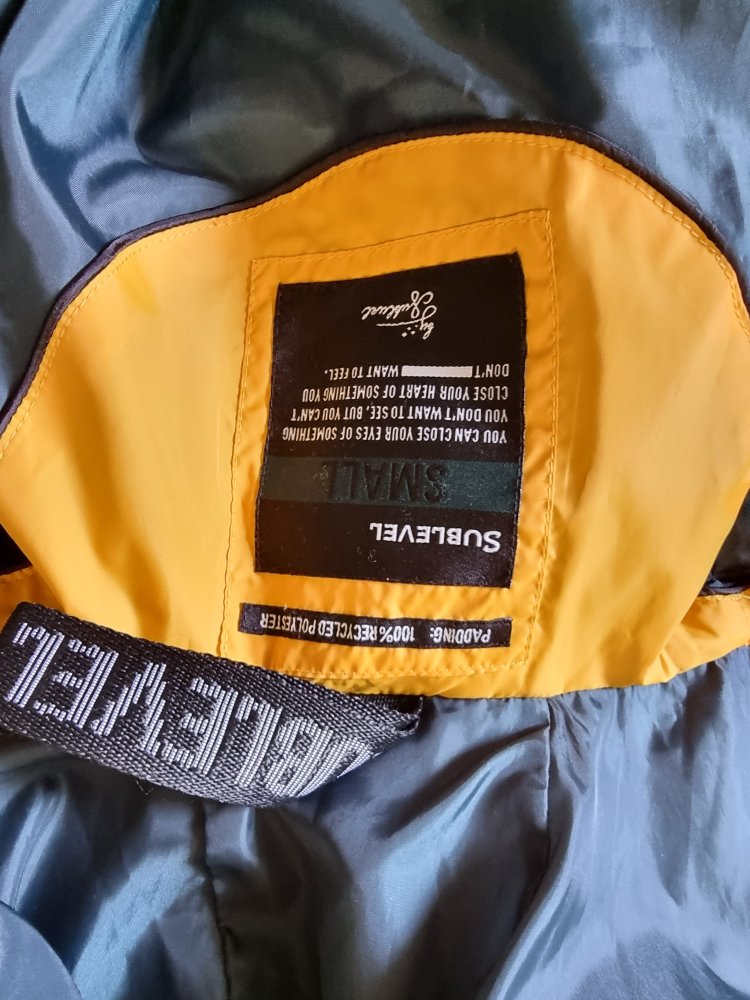 PADDING: 100% RECYCLED POLYESTER
SUBLEVEL
SMALL
YOU CAN CLOSE YOUR EYES OF SOMETHING
YOU DON'T WANT TO SEE, BUT YOU CAN'T
CLOSE YOUR HEART OF SOMETHING YOU
DON'T WANT TO FEEL.
by... Sublevel
UBLEVEL